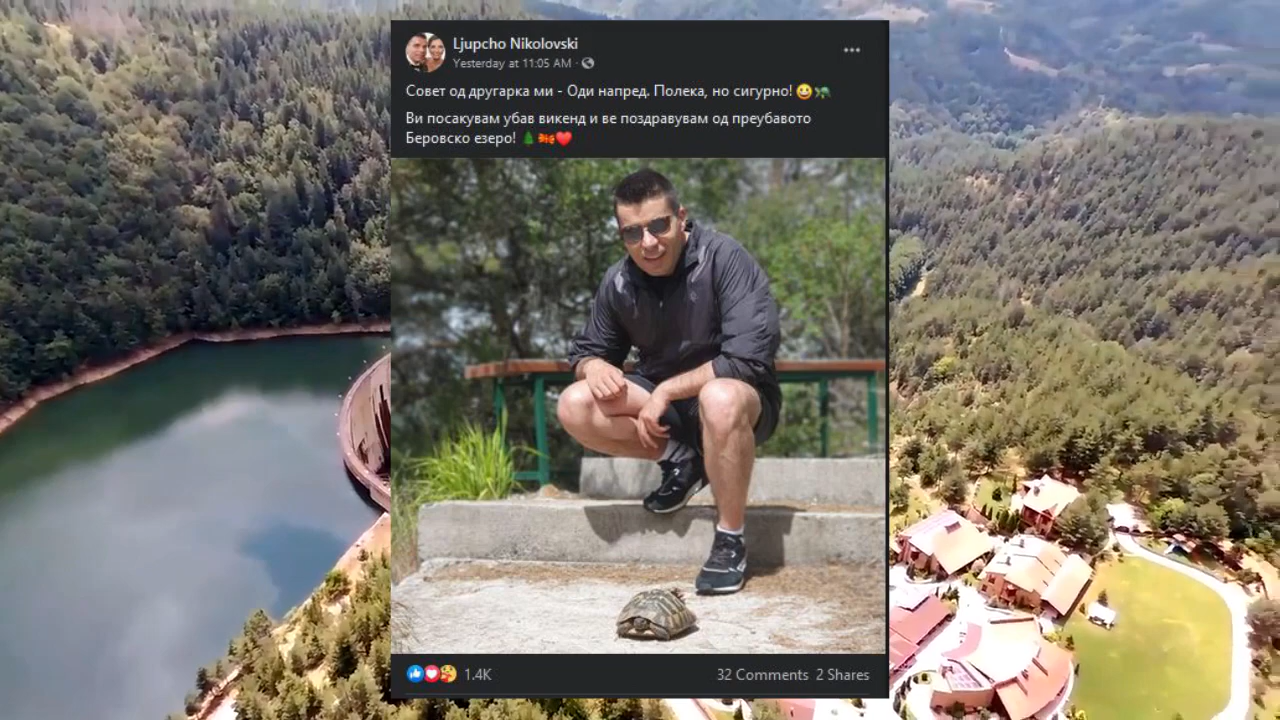 Ljupcho Nikolovski
Yesterday at 11:05 AM ·
Совет од другарка ми - Оди напред. Полека, но сигурно! 😀🐢
Ви посакувам убав викенд и ве поздравувам од преубавото
Беровско езеро! 🌲🇲🇰❤️
1.4K
32 Comments 2 Shares